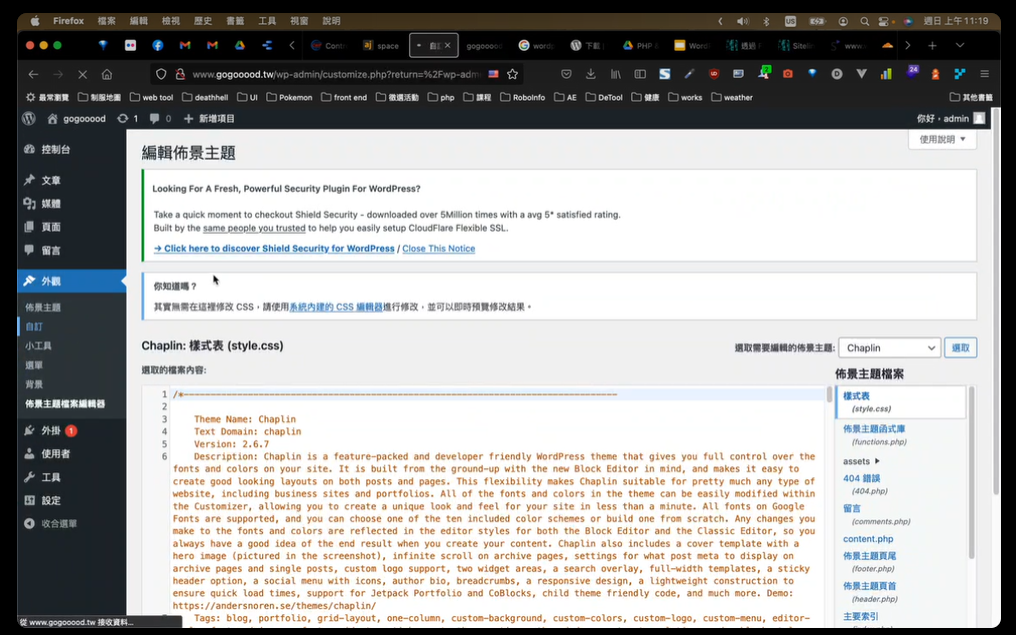 Firefox 檔案 編輯 檢視 歷史 書籤 工具 視窗 說明
US
週日上午11:19
Cont
space
自訂
gogooood
word
下載
PHP &
Word
透過
Sitelin
www.
www.gogooood.tw/wp-admin/customize.php?return=%2Fwp-adm
24
最常瀏覽 制服地圖 web tool deathhell UI Pokemon front end 徵選活動 php 課程 RoboInfo AE DeTool 健康 works weather 其他書籤
gogooood 1 0 新增項目
你好，admin
控制台
文章
媒體
頁面
留言
外觀
佈景主題
自訂
小工具
選單
背景
佈景主題檔案編輯器
外掛 1
使用者
工具
設定
收合選單
使用說明
編輯佈景主題
Looking For A Fresh, Powerful Security Plugin For WordPress?
Take a quick moment to checkout Shield Security - downloaded over 5Million times with a avg 5* satisfied rating.
Built by the same people you trusted to help you easily setup CloudFlare Flexible SSL.
→ Click here to discover Shield Security for WordPress / Close This Notice
你知道嗎？
其實無需在這裡修改 CSS，請使用系統內建的 CSS 編輯器進行修改，並可以即時預覽修改結果。
Chaplin: 樣式表 (style.css)
選取需要編輯的佈景主題: Chaplin 選取
選取的檔案內容:
1 /*-----------------------------------------------------------------------------------
2
3 Theme Name: Chaplin
4 Text Domain: chaplin
5 Version: 2.6.7
6 Description: Chaplin is a feature-packed and developer friendly WordPress theme that gives you full control over the
fonts and colors on your site. It is built from the ground-up with the new Block Editor in mind, and makes it easy to
create good looking layouts on both posts and pages. This flexibility makes Chaplin suitable for pretty much any type of
website, including business sites and portfolios. All of the fonts and colors in the theme can be easily modified within
the Customizer, allowing you to create a unique look and feel for your site in less than a minute. All fonts on Google
Fonts are supported, and you can choose one of the ten included color schemes or build one from scratch. Any changes you
make to the fonts and colors are reflected in the editor styles for both the Block Editor and the Classic Editor, so you
always have a good idea of the end result when you create your content. Chaplin also includes a cover template with a
hero image (pictured in the screenshot), infinite scroll on archive pages, settings for what post meta to display on
archive pages and single posts, custom logo support, two widget areas, a search overlay, full-width templates, a sticky
header option, a social menu with icons, author bio, breadcrumbs, a responsive design, a lightweight construction to
ensure quick load times, support for Jetpack Portfolio and CoBlocks, child theme friendly code, and much more. Demo:
https://andersnoren.se/themes/chaplin/
Tags: blog, portfolio, grid-layout, one-column, custom-background, custom-colors, custom-logo, custom-menu, editor-
佈景主題檔案
樣式表
(style.css)
佈景主題函式庫
(functions.php)
assets
404 錯誤
(404.php)
留言
(comments.php)
content.php
佈景主題頁尾
(footer.php)
佈景主題頁首
(header.php)
主要索引
從 www.gogooood.tw 接收資料...